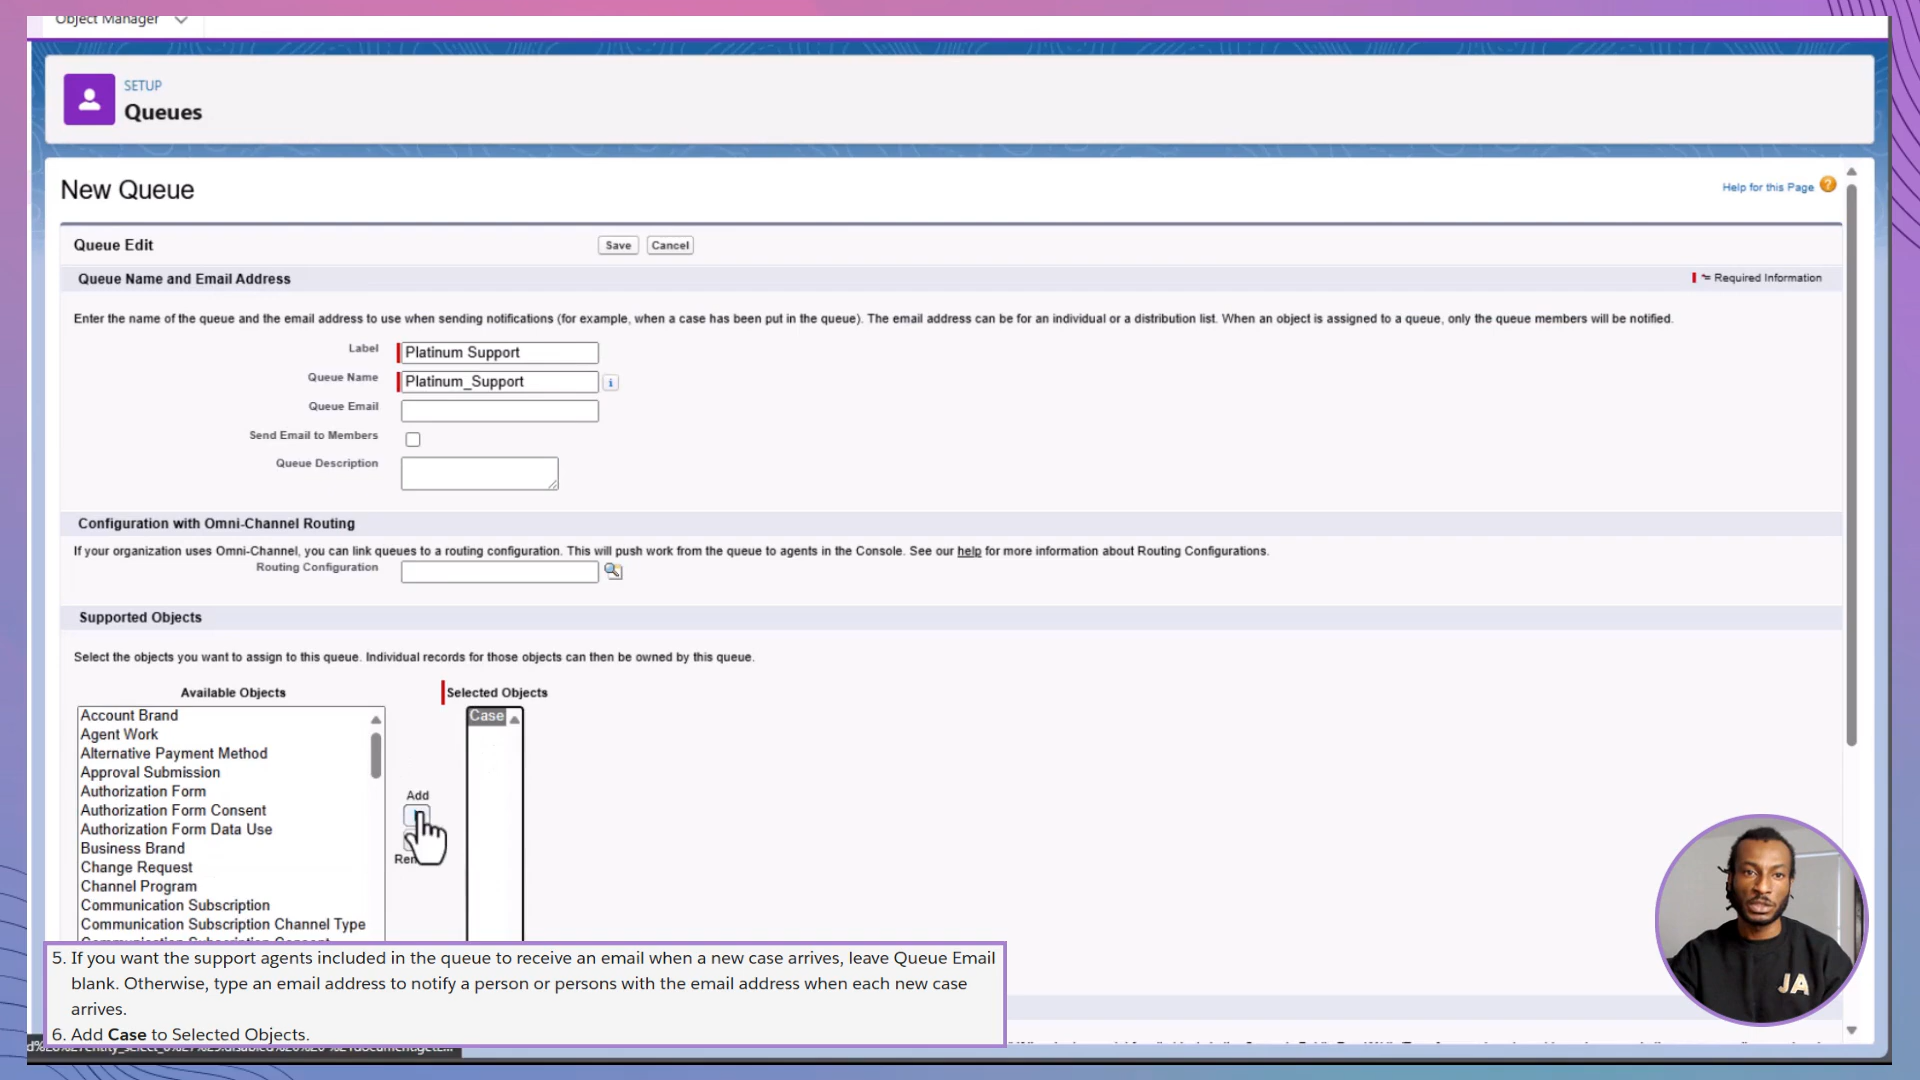 Object Manager
SETUP
Queues
New Queue
Help for this Page
Queue Edit
Save
Cancel
Queue Name and Email Address
= Required Information
Enter the name of the queue and the email address to use when sending notifications (for example, when a case has been put in the queue). The email address can be for an individual or a distribution list. When an object is assigned to a queue, only the queue members will be notified.
Label
Platinum Support
Queue Name
Platinum_Support
Queue Email
Send Email to Members
Queue Description
Configuration with Omni-Channel Routing
If your organization uses Omni-Channel, you can link queues to a routing configuration. This will push work from the queue to agents in the Console. See our help for more information about Routing Configurations.
Routing Configuration
Supported Objects
Select the objects you want to assign to this queue. Individual records for those objects can then be owned by this queue.
Available Objects
Selected Objects
Account Brand
Agent Work
Alternative Payment Method
Approval Submission
Authorization Form
Authorization Form Consent
Authorization Form Data Use
Business Brand
Change Request
Channel Program
Communication Subscription
Communication Subscription Channel Type
Case
Add
5. If you want the support agents included in the queue to receive an email when a new case arrives, leave Queue Email
blank. Otherwise, type an email address to notify a person or persons with the email address when each new case
arrives.
6. Add Case to Selected Objects.
JA